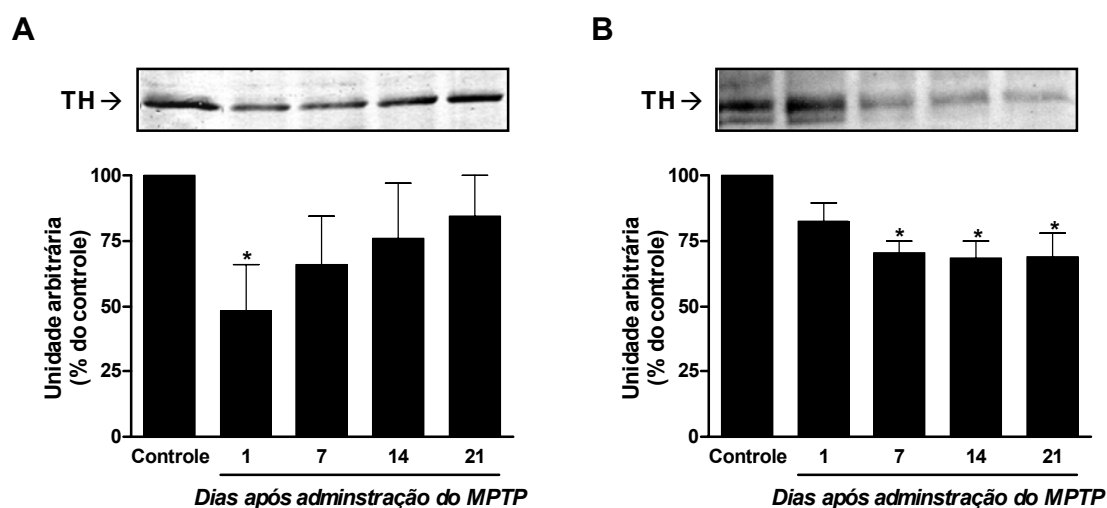 A
TH →
100
75
50
25
0
Unidade arbitrária
(% do controle)
*
Controle 1 7 14 21
Dias após adminstração do MPTP
B
TH →
100
75
50
25
0
Unidade arbitrária
(% do controle)
* * *
Controle 1 7 14 21
Dias após adminstração do MPTP